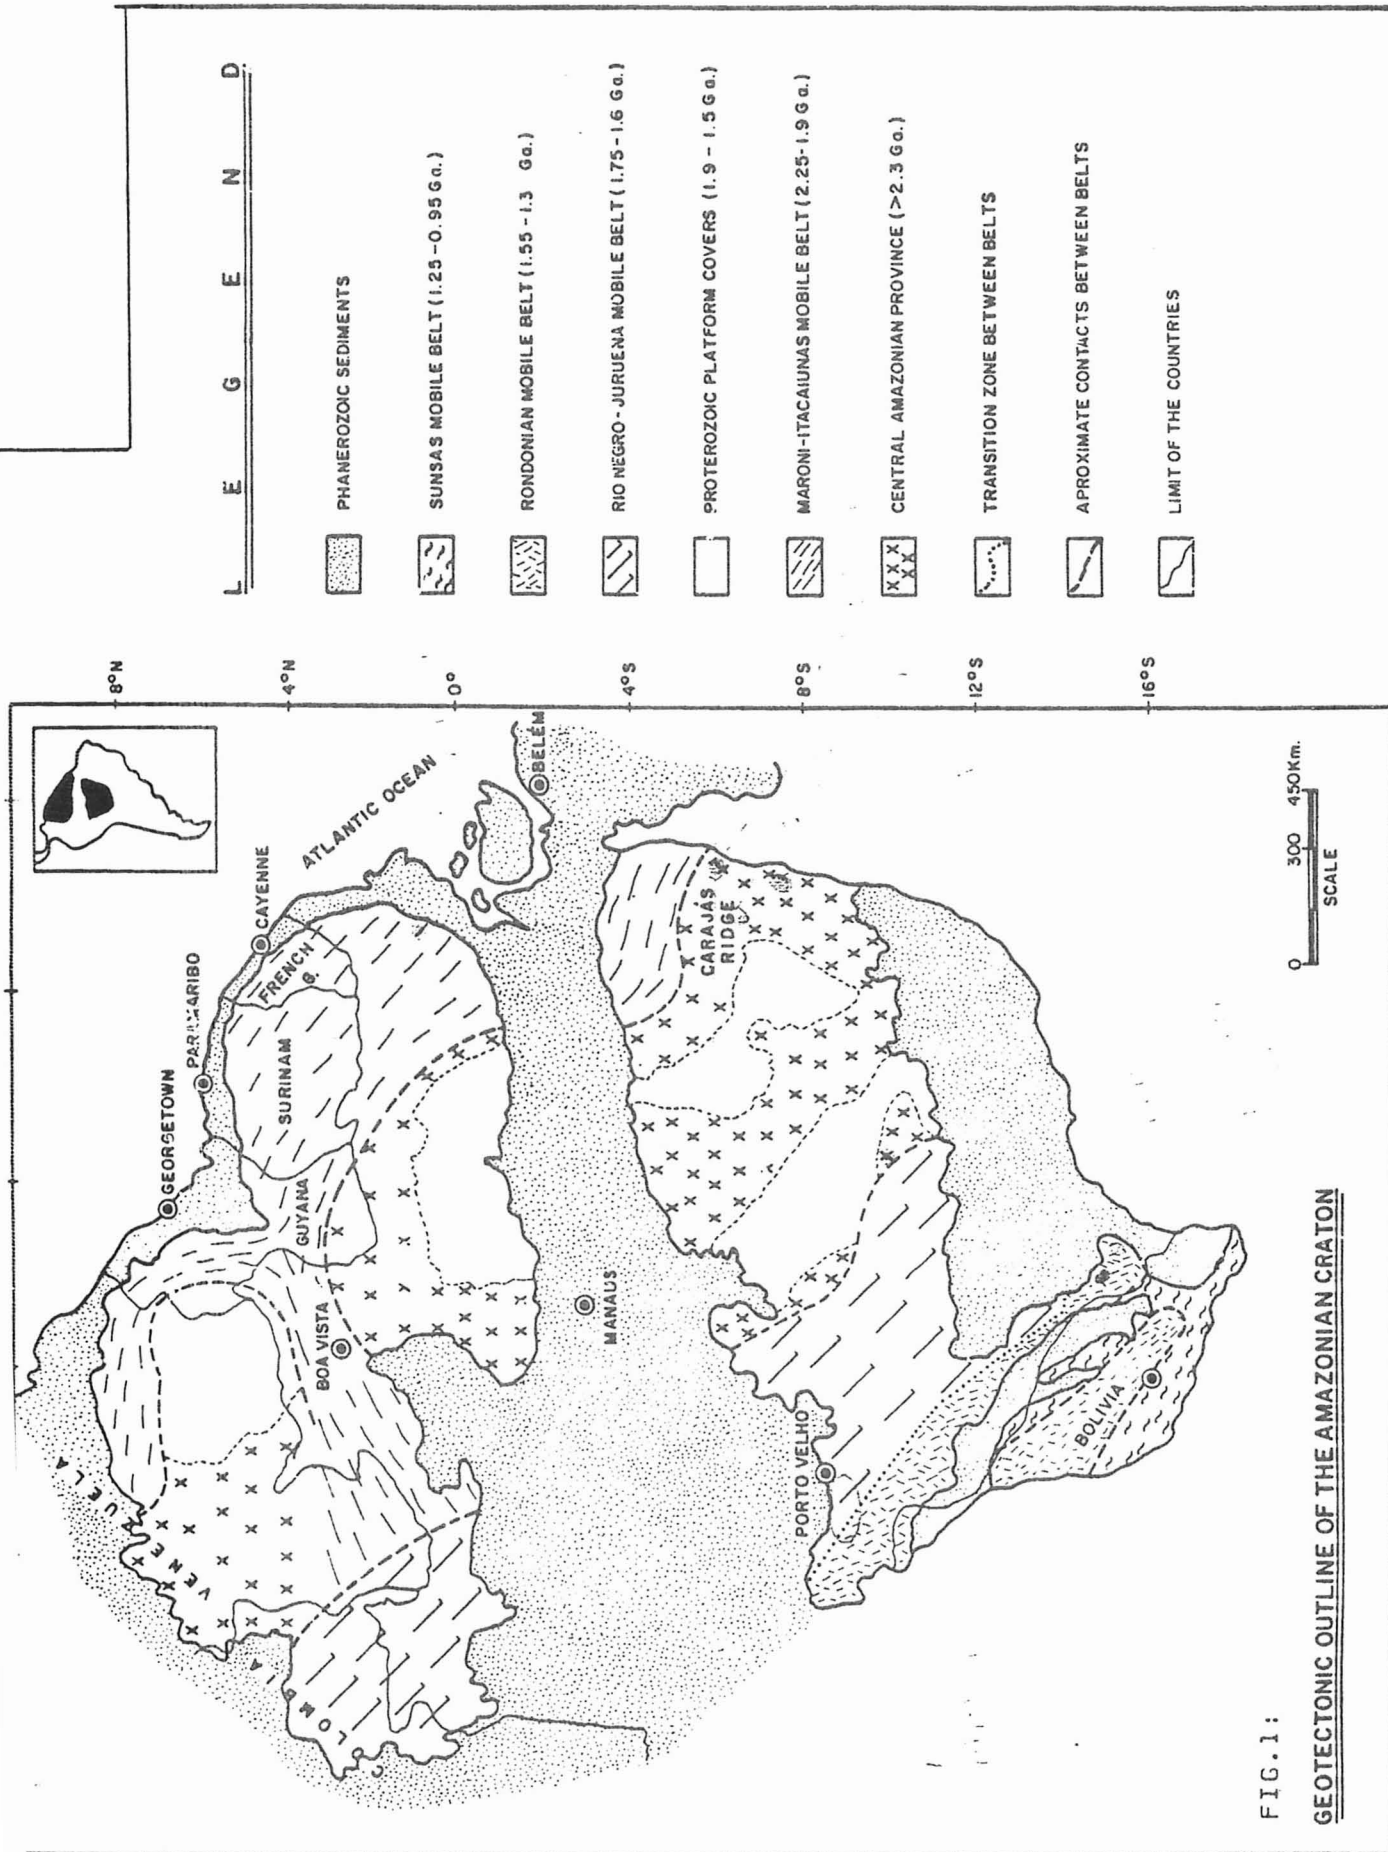 8°N
4°N
0°
4°S
8°S
12°S
16°S
ATLANTIC OCEAN
GEORGETOWN
PARAMARIBO
CAYENNE
BELÉM
VENEZUELA
COLOMBIA
GUYANA
SURINAM
FRENCH
G.
BOA VISTA
MANAUS
CARAJÁS
RIDGE
PORTO VELHO
BOLIVIA
0 300 450Km.
SCALE
FIG.1:
GEOTECTONIC OUTLINE OF THE AMAZONIAN CRATON
LEGEND
PHANEROZOIC SEDIMENTS
SUNSAS MOBILE BELT (1.25-0.95 Ga.)
RONDONIAN MOBILE BELT (1.55-1.3 Ga.)
RIO NEGRO-JURUENA MOBILE BELT (1.75-1.6 Ga.)
PROTEROZOIC PLATFORM COVERS (1.9-1.5 Ga.)
MARONI-ITACAIUNAS MOBILE BELT (2.25-1.9 Ga.)
CENTRAL AMAZONIAN PROVINCE (>2.3 Ga.)
TRANSITION ZONE BETWEEN BELTS
APROXIMATE CONTACTS BETWEEN BELTS
LIMIT OF THE COUNTRIES